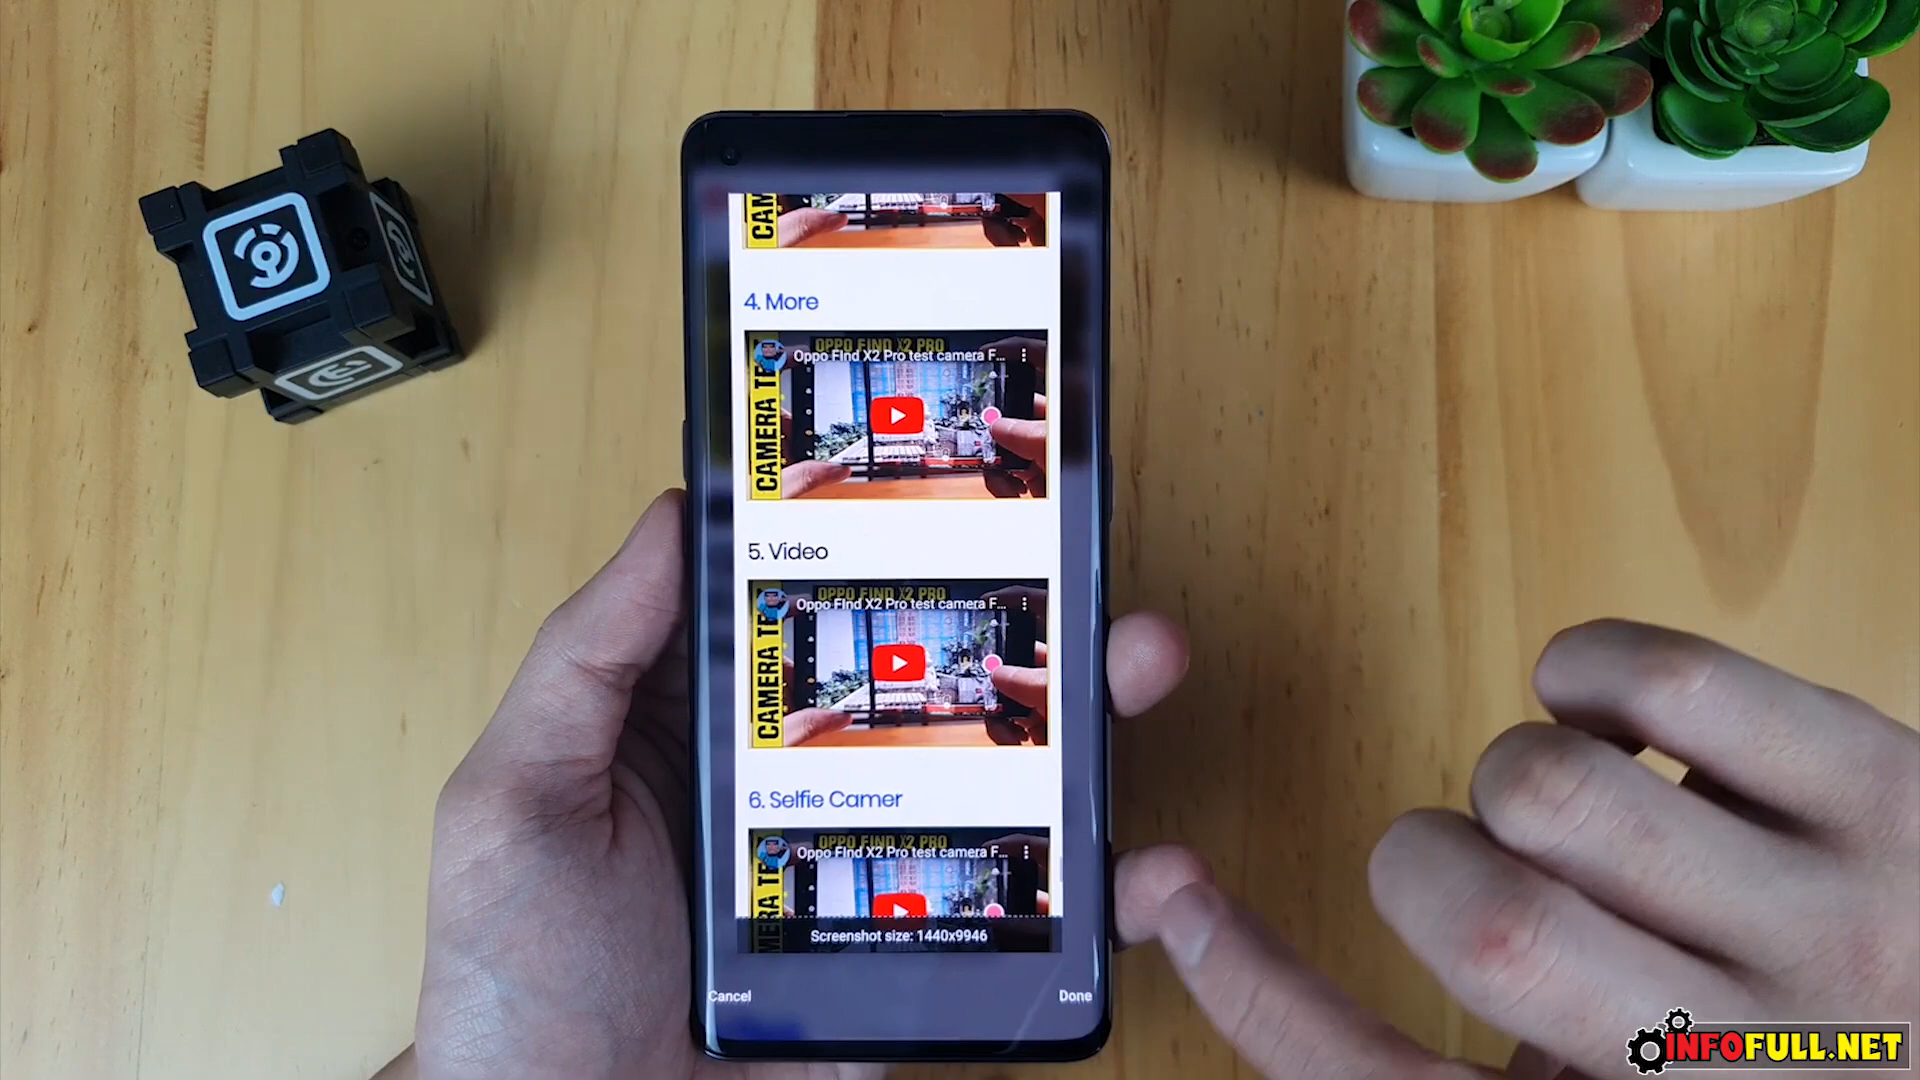 CAM
4. More
OPPO FIND X2 PRO
Oppo FInd X2 Pro test camera F...
CAMERA TE
5. Video
OPPO FIND X2 PRO
Oppo FInd X2 Pro test camera F...
CAMERA TE
6. Selfie Camer
OPPO FIND X2 PRO
Oppo FInd X2 Pro test camera F...
MERA TE
Screenshot size: 1440x9946
Cancel
Done
INFOFULL.NET